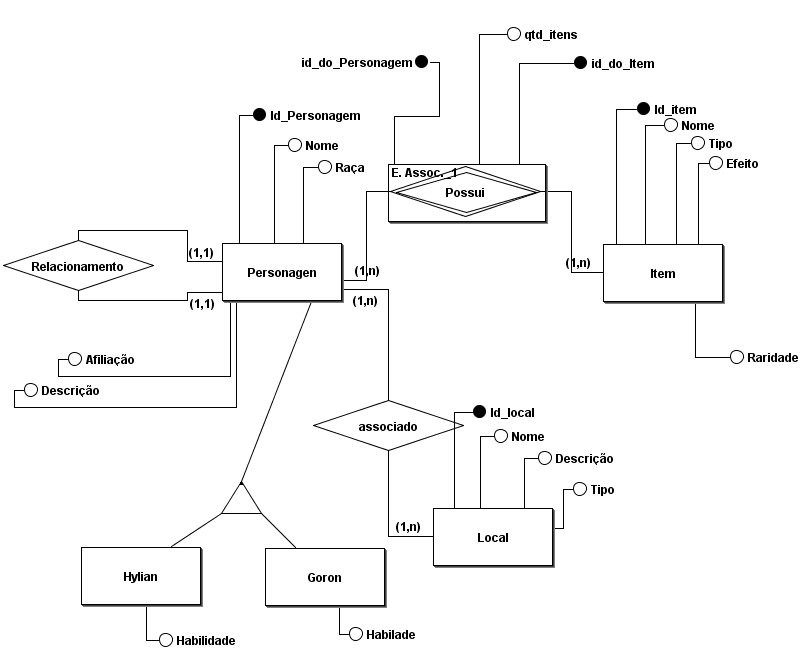 qtd_itens
id_do_Personagem
id_do_Item
Id_Personagem
Id_item
Nome
Nome
Tipo
Raça
Efeito
E. Assoc._1
Possui
(1,1)
Relacionamento
Personagen
(1,n)
(1,n)
Item
(1,1)
(1,n)
Afiliação
Raridade
Descrição
Id_local
associado
Nome
Descrição
Tipo
(1,n)
Local
Hylian
Goron
Habilidade
Habilade